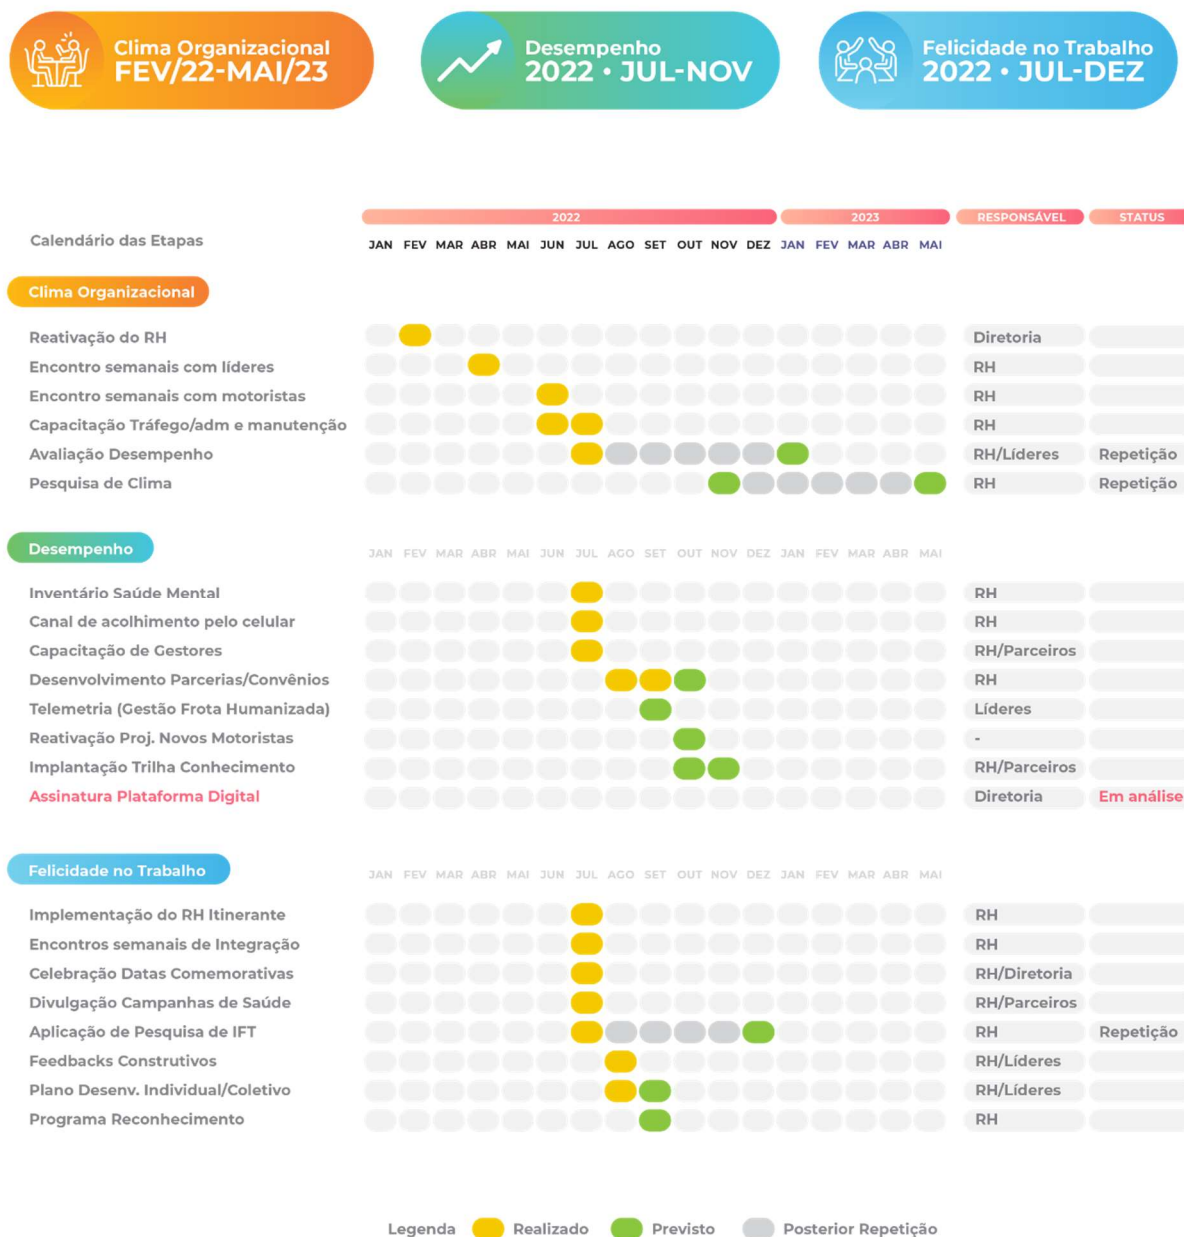 Clima Organizacional
FEV/22-MAI/23
Desempenho
2022 • JUL-NOV
Felicidade no Trabalho
2022 • JUL-DEZ
2022 2023 RESPONSÁVEL STATUS
Calendário das Etapas JAN FEV MAR ABR MAI JUN JUL AGO SET OUT NOV DEZ JAN FEV MAR ABR MAI
Clima Organizacional
Reativação do RH Diretoria
Encontro semanais com líderes RH
Encontro semanais com motoristas RH
Capacitação Tráfego/adm e manutenção RH
Avaliação Desempenho RH/Líderes Repetição
Pesquisa de Clima RH Repetição
Desempenho JAN FEV MAR ABR MAI JUN JUL AGO SET OUT NOV DEZ JAN FEV MAR ABR MAI
Inventário Saúde Mental RH
Canal de acolhimento pelo celular RH
Capacitação de Gestores RH/Parceiros
Desenvolvimento Parcerias/Convênios RH
Telemetria (Gestão Frota Humanizada) Líderes
Reativação Proj. Novos Motoristas -
Implantação Trilha Conhecimento RH/Parceiros
Assinatura Plataforma Digital Diretoria Em análise
Felicidade no Trabalho JAN FEV MAR ABR MAI JUN JUL AGO SET OUT NOV DEZ JAN FEV MAR ABR MAI
Implementação do RH Itinerante RH
Encontros semanais de Integração RH
Celebração Datas Comemorativas RH/Diretoria
Divulgação Campanhas de Saúde RH/Parceiros
Aplicação de Pesquisa de IFT RH Repetição
Feedbacks Construtivos RH/Líderes
Plano Desenv. Individual/Coletivo RH/Líderes
Programa Reconhecimento RH
Legenda Realizado Previsto Posterior Repetição